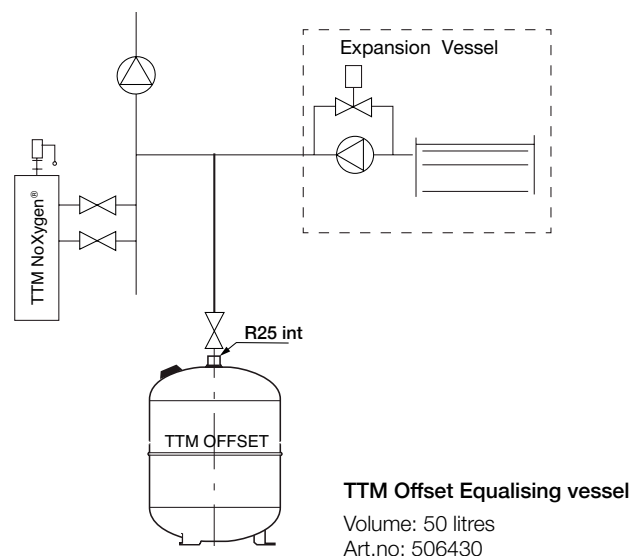 Expansion Vessel
TTM NoXygen®
R25 int
TTM OFFSET
TTM Offset Equalising vessel
Volume: 50 litres
Art.no: 506430